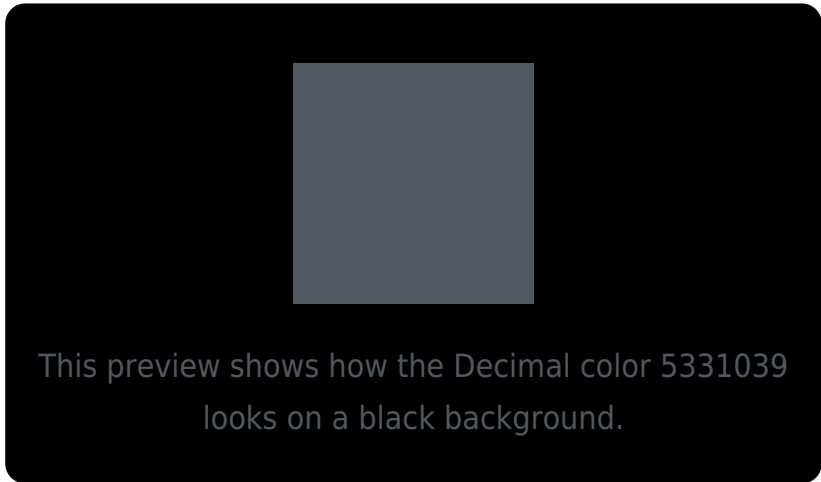 This preview shows how the Decimal color 5331039
looks on a black background.